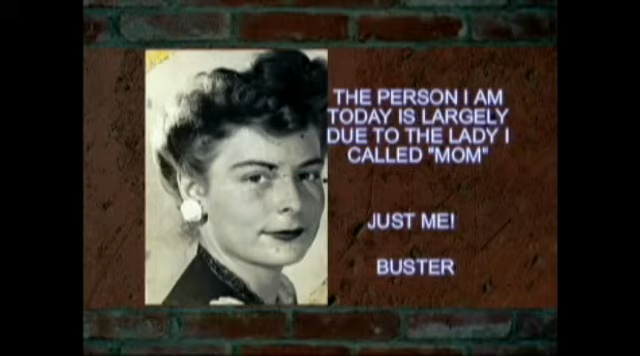 THE PERSON I AM
TODAY IS LARGELY
DUE TO THE LADY I
CALLED "MOM"
JUST ME!
BUSTER